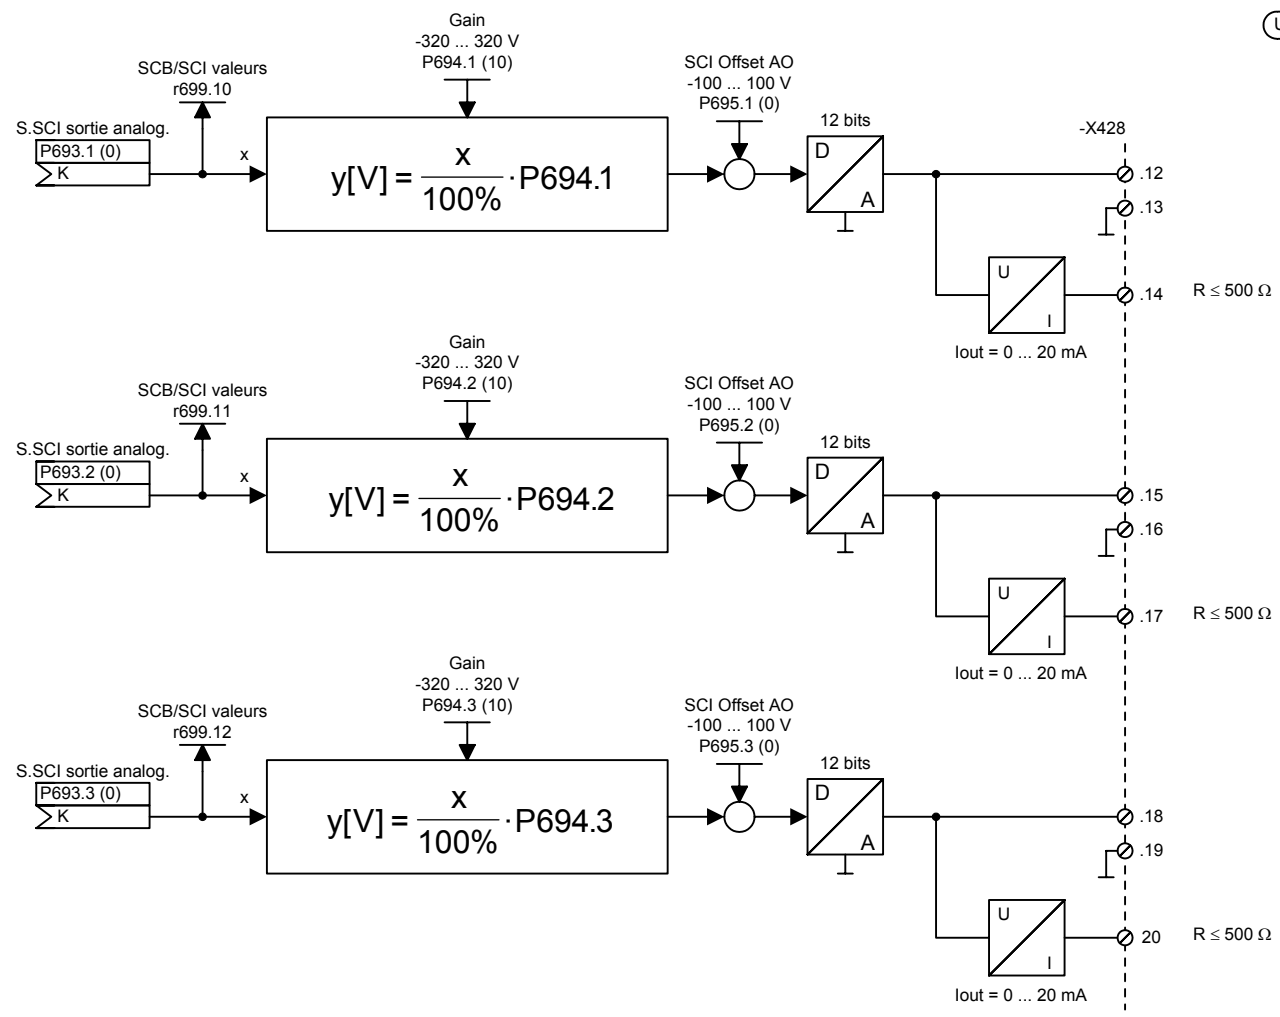 U
Gain
-320 ... 320 V
P694.1 (10)
SCB/SCI valeurs
r699.10
SCI Offset AO
-100 ... 100 V
P695.1 (0)
S.SCI sortie analog.
P693.1 (0)
K
x
y[V] = x / 100% · P694.1
12 bits
D
A
-X428
.12
.13
U
I
.14
R ≤ 500 Ω
Iout = 0 ... 20 mA
Gain
-320 ... 320 V
P694.2 (10)
SCB/SCI valeurs
r699.11
SCI Offset AO
-100 ... 100 V
P695.2 (0)
S.SCI sortie analog.
P693.2 (0)
K
x
y[V] = x / 100% · P694.2
12 bits
D
A
.15
.16
U
I
.17
R ≤ 500 Ω
Iout = 0 ... 20 mA
Gain
-320 ... 320 V
P694.3 (10)
SCB/SCI valeurs
r699.12
SCI Offset AO
-100 ... 100 V
P695.3 (0)
S.SCI sortie analog.
P693.3 (0)
K
x
y[V] = x / 100% · P694.3
12 bits
D
A
.18
.19
U
I
20
R ≤ 500 Ω
Iout = 0 ... 20 mA